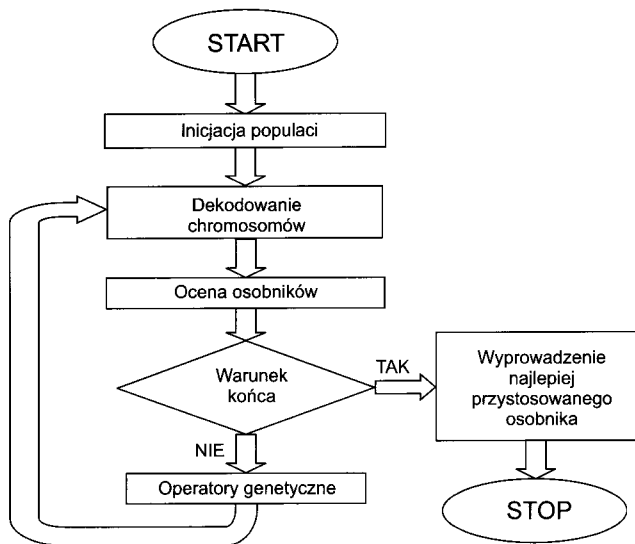 START
Inicjacja populaci
Dekodowanie
chromosomów
Ocena osobników
Warunek
końca
TAK
Wyprowadzenie
najlepiej
przystosowanego
osobnika
NIE
Operatory genetyczne
STOP